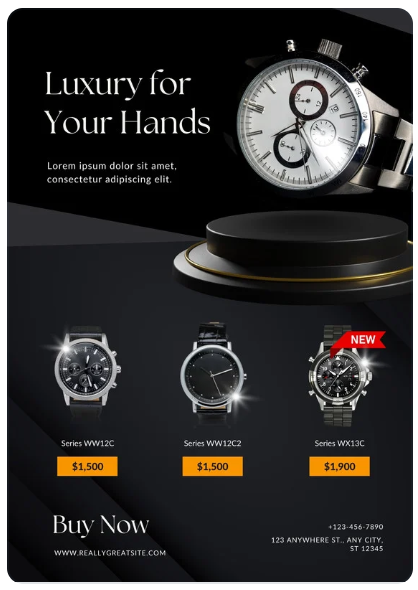 Luxury for
Your Hands
Lorem ipsum dolor sit amet,
consectetur adipiscing elit.
NEW
Series WW12C
Series WW12C2
Series WX13C
$1,500
$1,500
$1,900
Buy Now
WWW.REALLYGREATSITE.COM
+123-456-7890
123 ANYWHERE ST., ANY CITY,
ST 12345